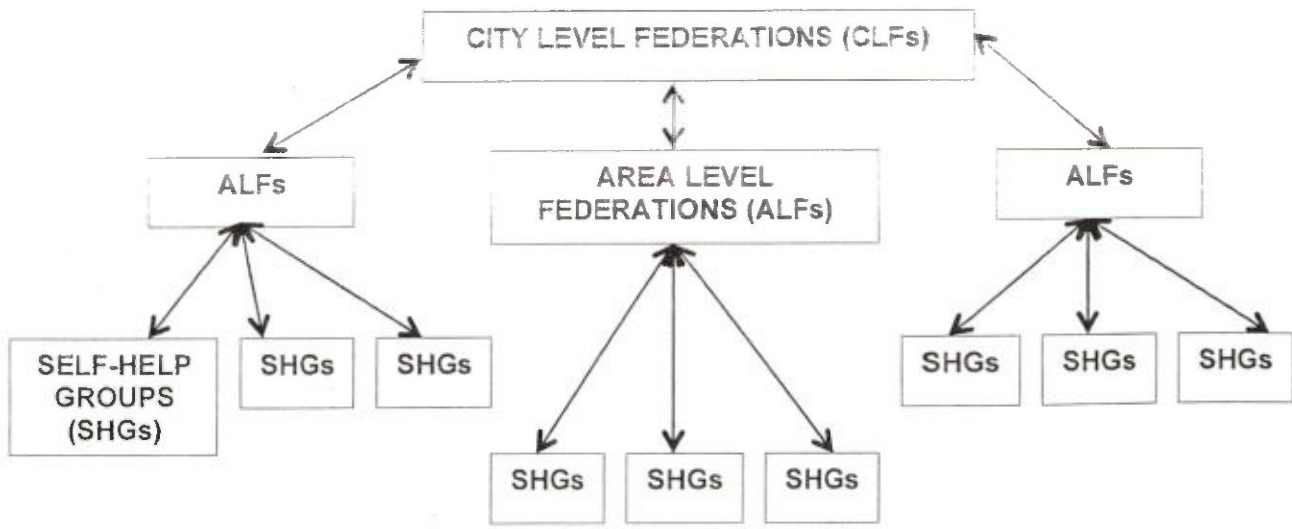 CITY LEVEL FEDERATIONS (CLFs)
ALFs
AREA LEVEL
FEDERATIONS (ALFs)
ALFs
SELF-HELP
GROUPS
(SHGs)
SHGs
SHGs
SHGs
SHGs
SHGs
SHGs
SHGs
SHGs